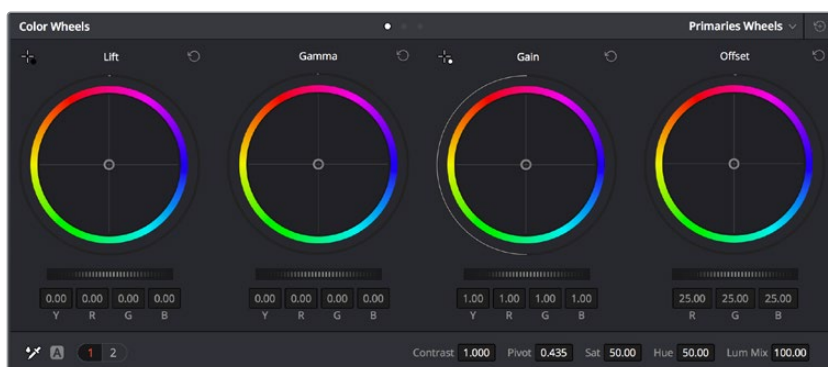 Color Wheels Primaries Wheels
Lift Gamma Gain Offset
0.00 0.00 0.00 0.00 0.00 0.00 0.00 0.00 1.00 1.00 1.00 1.00 25.00 25.00 25.00
Y R G B Y R G B Y R G B R G B
A 1 2 Contrast 1.000 Pivot 0.435 Sat 50.00 Hue 50.00 Lum Mix 100.00